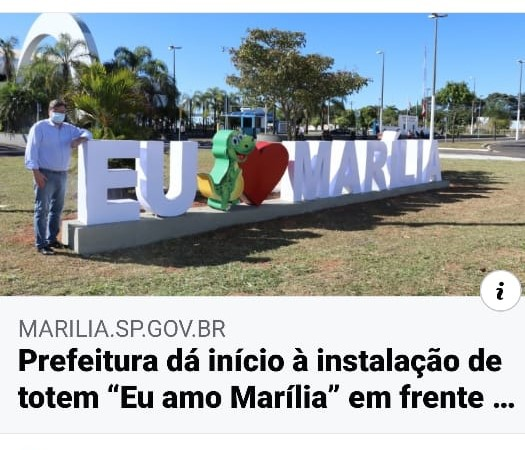 EU MARÍLIA
i
MARILIA.SP.GOV.BR
Prefeitura dá início à instalação de
totem “Eu amo Marília” em frente ...